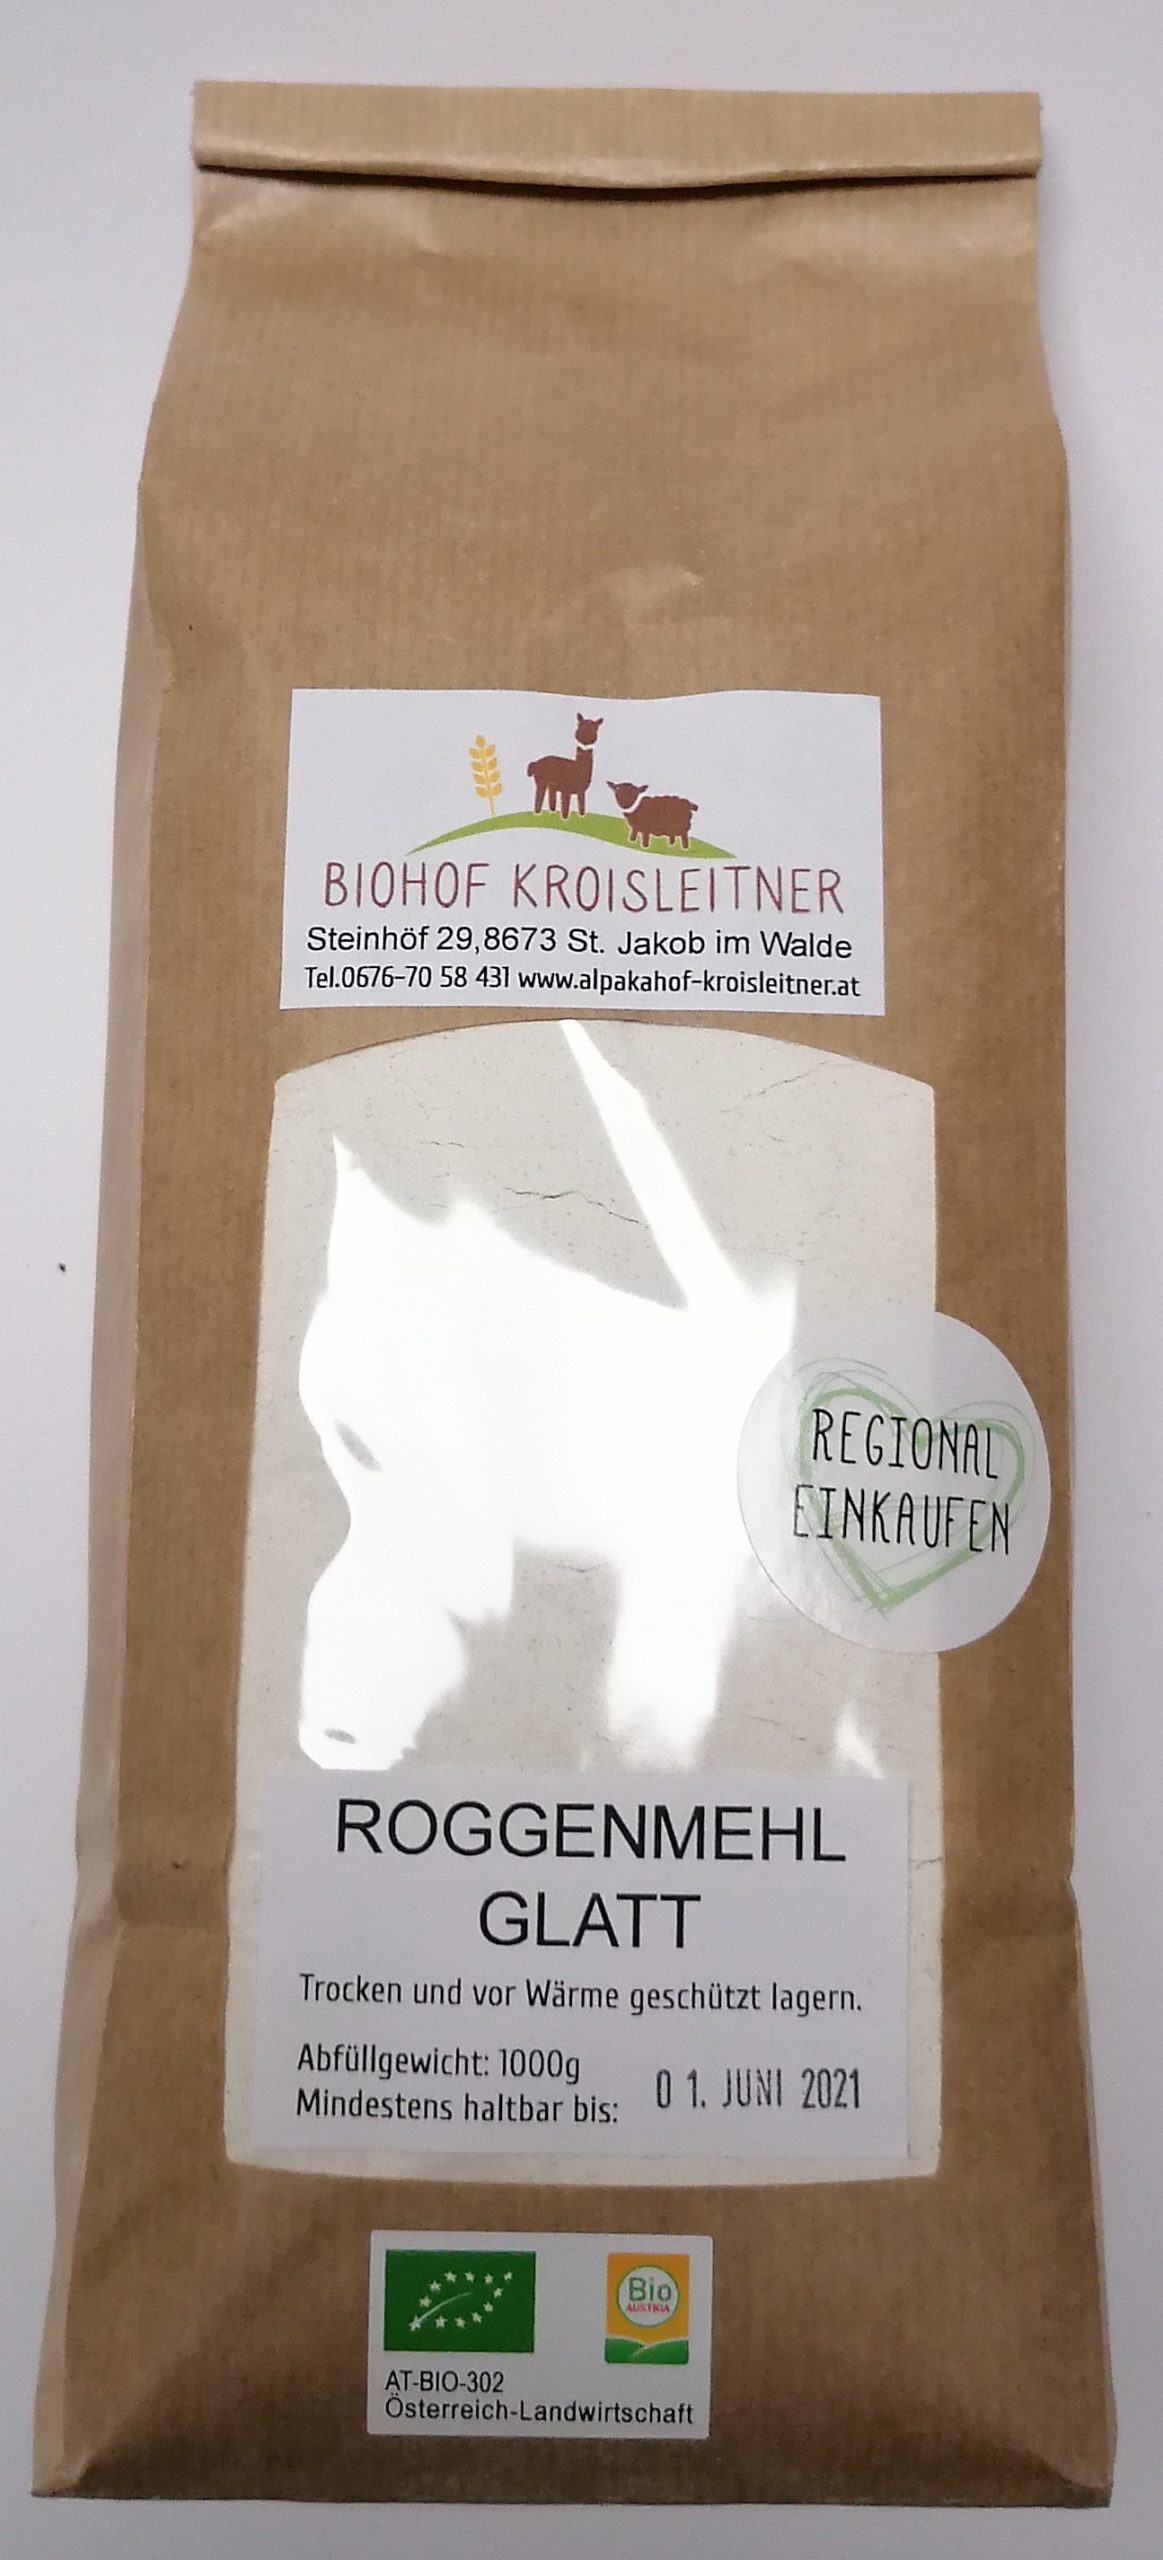 BIOHOF KROISLEITNER
Steinhöf 29,8673 St. Jakob im Walde
Tel.0676-70 58 431 www.alpakahof-kroisleitner.at
REGIONAL
EINKAUFEN
ROGGENMEHL
GLATT
Trocken und vor Wärme geschützt lagern.
Abfüllgewicht: 1000g
Mindestens haltbar bis: 01. JUNI 2021
Bio
AUSTRIA
AT-BIO-302
Österreich-Landwirtschaft